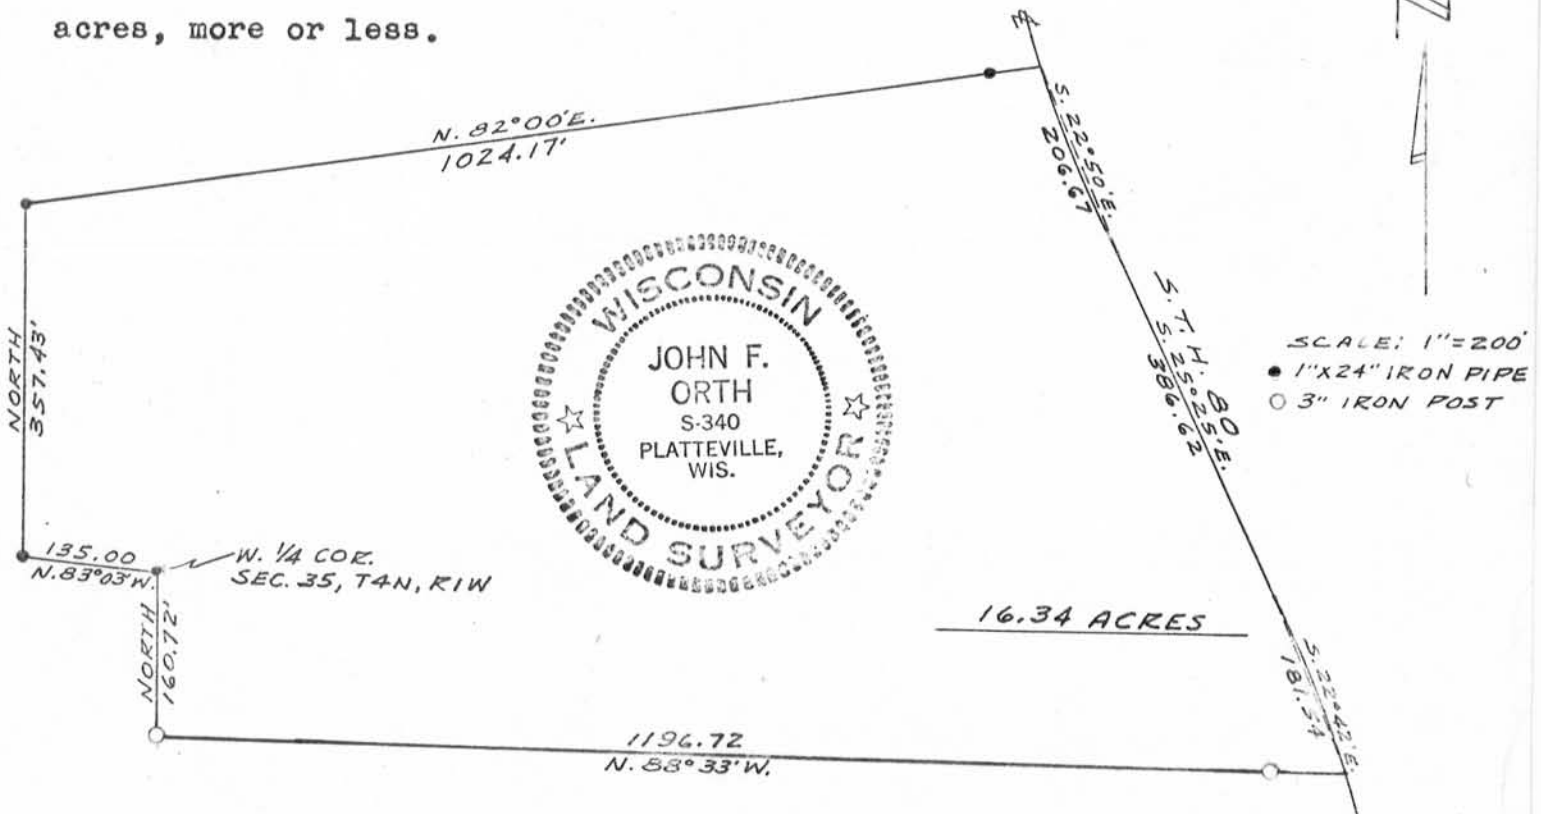 acres, more or less.
N. 82°00'E.
1024.17'
S. 22°50'E.
206.67
S. T. H. 80
S. 25°25'E.
386.62
SCALE: 1"=200'
1"X24" IRON PIPE
3" IRON POST
NORTH
357.43'
WISCONSIN
JOHN F.
ORTH
S-340
PLATTEVILLE,
WIS.
LAND SURVEYOR
135.00
N.83°03'W.
W. 1/4 COR.
SEC. 35, T4N, R1W
NORTH
160.72'
16.34 ACRES
S. 22°42'E.
181.54
1196.72
N. 88°33'W.